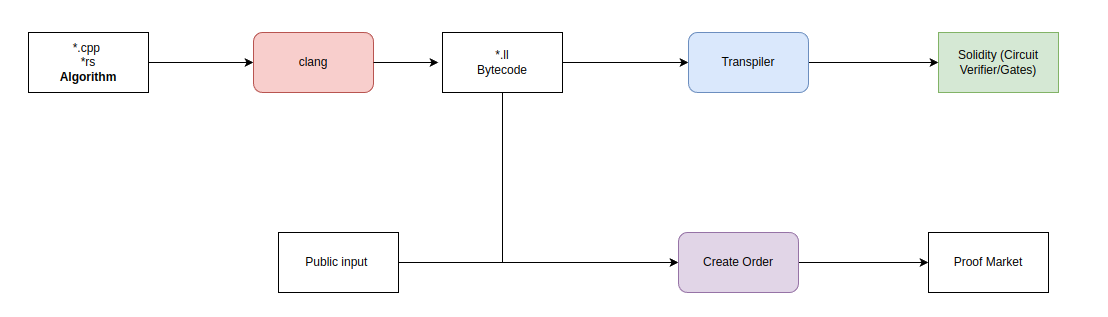 *.cpp
*rs
Algorithm
clang
*.ll
Bytecode
Transpiler
Solidity (Circuit
Verifier/Gates)
Public input
Create Order
Proof Market